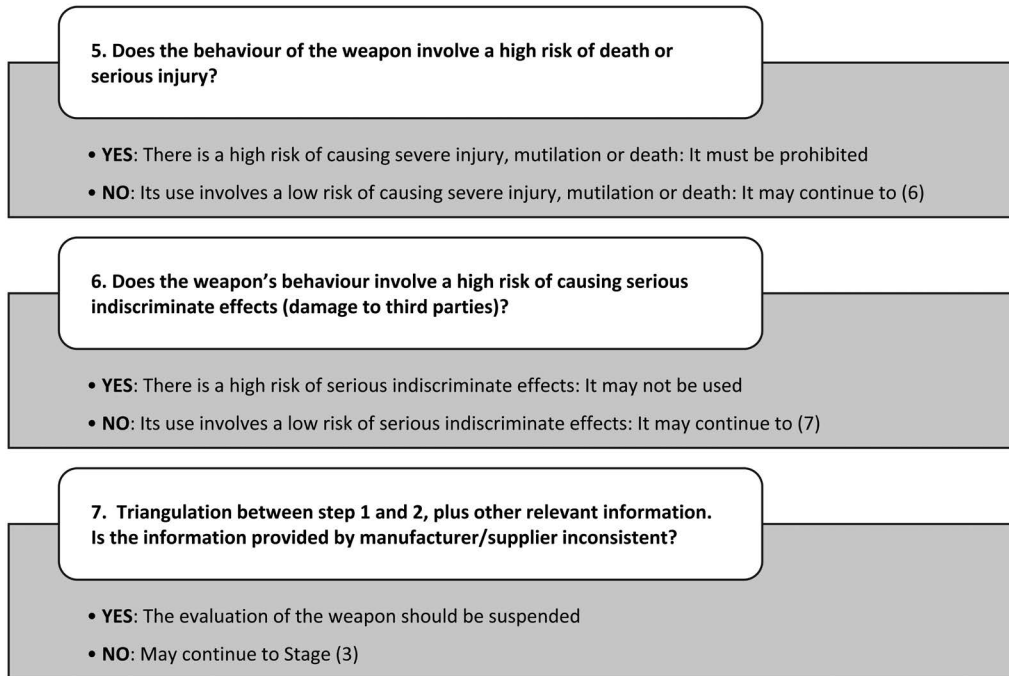 5. Does the behaviour of the weapon involve a high risk of death or
serious injury?
• YES: There is a high risk of causing severe injury, mutilation or death: It must be prohibited
• NO: Its use involves a low risk of causing severe injury, mutilation or death: It may continue to (6)
6. Does the weapon’s behaviour involve a high risk of causing serious
indiscriminate effects (damage to third parties)?
• YES: There is a high risk of serious indiscriminate effects: It may not be used
• NO: Its use involves a low risk of serious indiscriminate effects: It may continue to (7)
7. Triangulation between step 1 and 2, plus other relevant information.
Is the information provided by manufacturer/supplier inconsistent?
• YES: The evaluation of the weapon should be suspended
• NO: May continue to Stage (3)